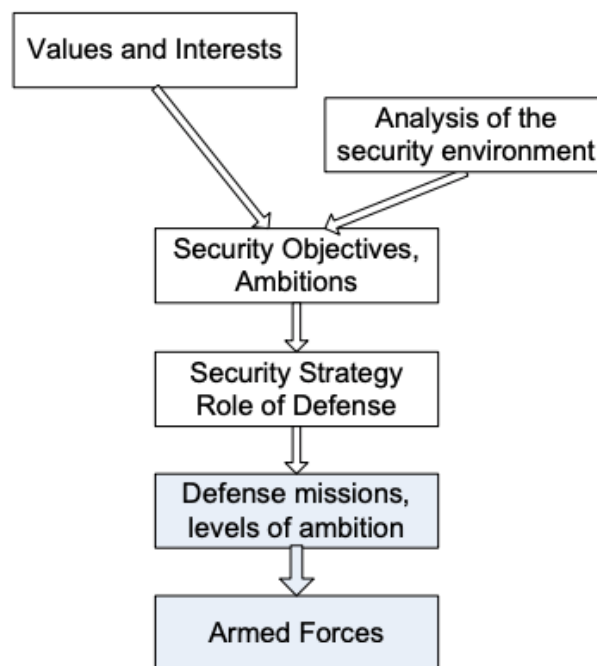 Values and Interests
Analysis of the
security environment
Security Objectives,
Ambitions
Security Strategy
Role of Defense
Defense missions,
levels of ambition
Armed Forces